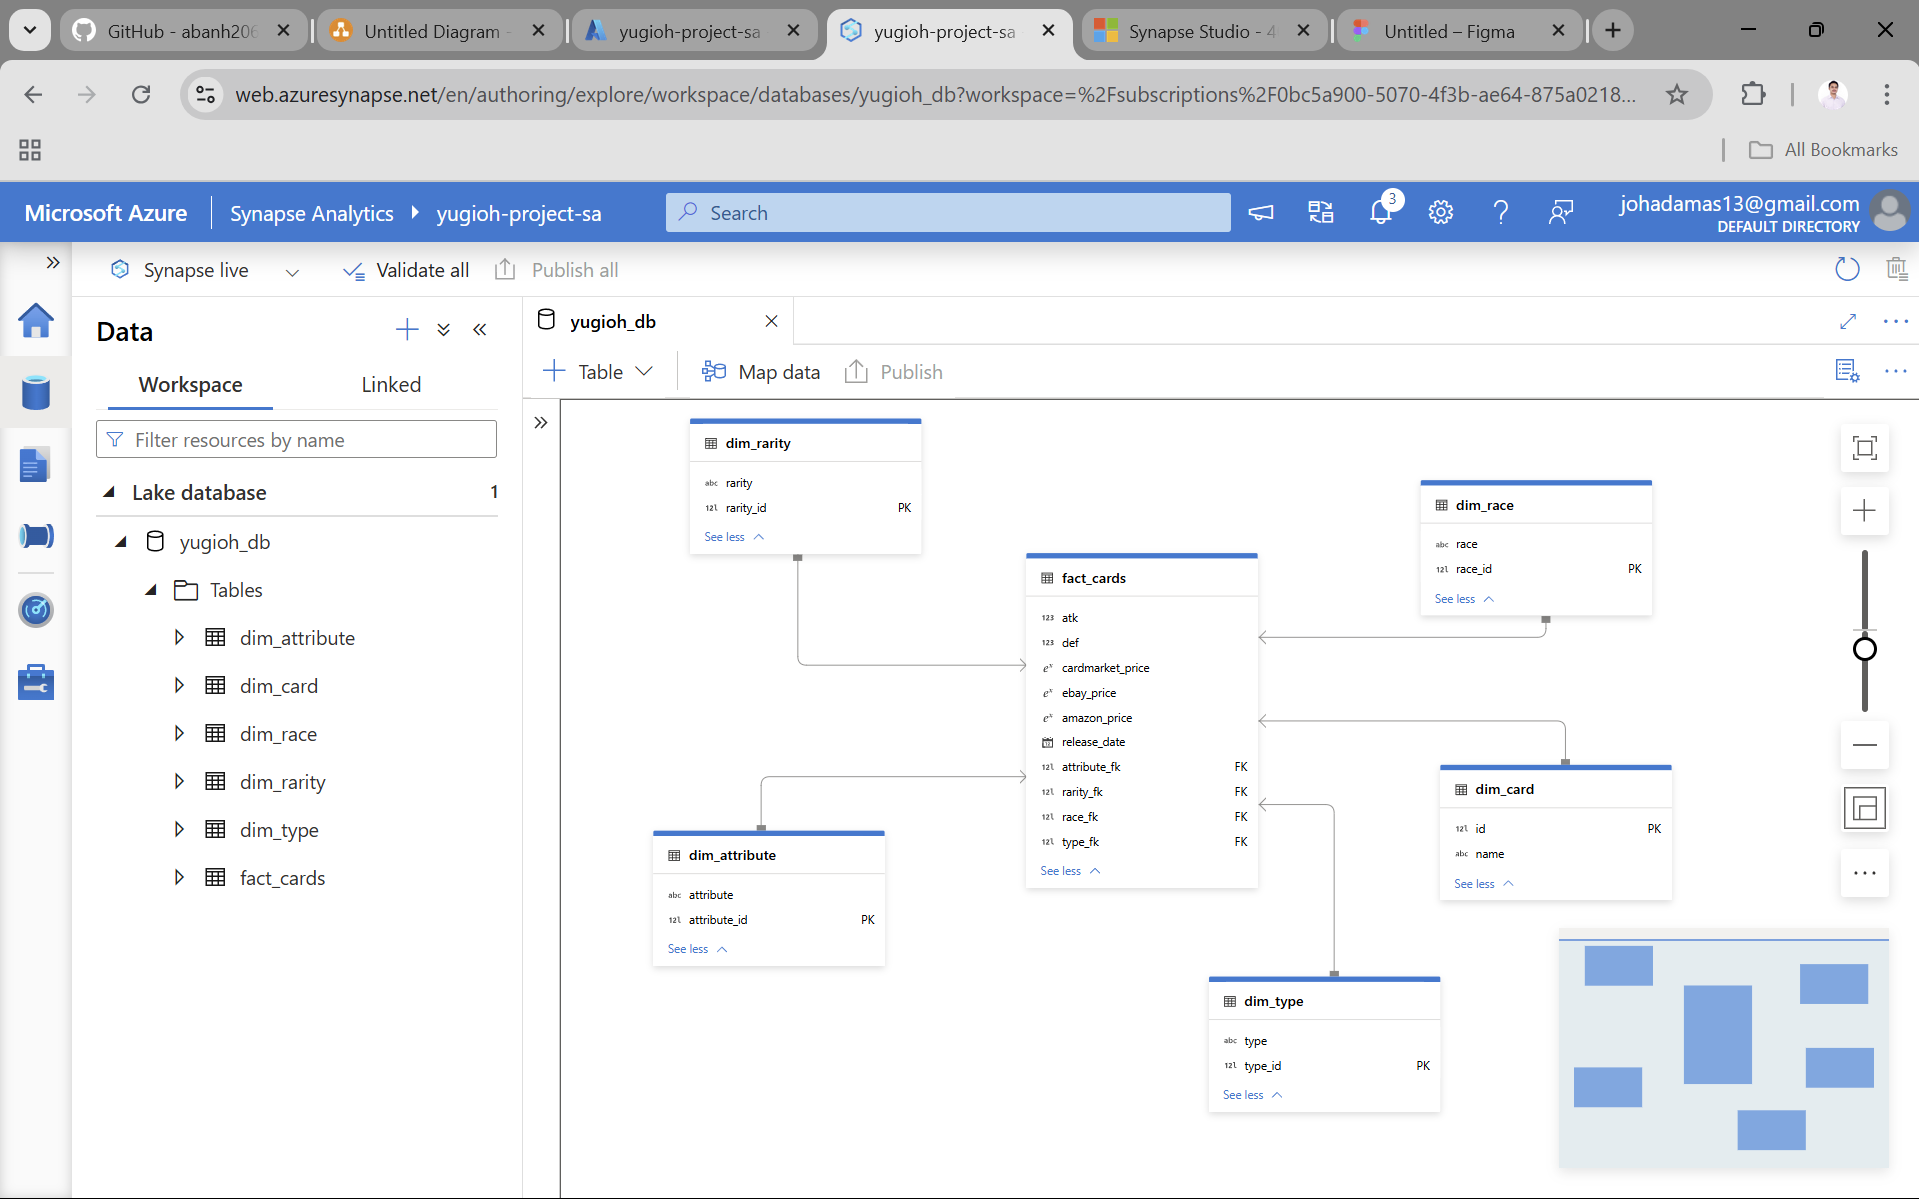 GitHub - abanh206
Untitled Diagram -
yugioh-project-sa
yugioh-project-sa
Synapse Studio - 4
Untitled – Figma
web.azuresynapse.net/en/authoring/explore/workspace/databases/yugioh_db?workspace=%2Fsubscriptions%2F0bc5a900-5070-4f3b-ae64-875a0218...
All Bookmarks
Microsoft Azure
Synapse Analytics
yugioh-project-sa
Search
3
johadamas13@gmail.com
DEFAULT DIRECTORY
Synapse live
Validate all
Publish all
Data
Workspace
Linked
Filter resources by name
Lake database
1
yugioh_db
Tables
dim_attribute
dim_card
dim_race
dim_rarity
dim_type
fact_cards
yugioh_db
Table
Map data
Publish
dim_rarity
abc rarity
12l rarity_id PK
See less
dim_race
abc race
12l race_id PK
See less
fact_cards
123 atk
123 def
eˣ cardmarket_price
eˣ ebay_price
eˣ amazon_price
release_date
12l attribute_fk FK
12l rarity_fk FK
12l race_fk FK
12l type_fk FK
See less
dim_card
12l id PK
abc name
See less
dim_attribute
abc attribute
12l attribute_id PK
See less
dim_type
abc type
12l type_id PK
See less